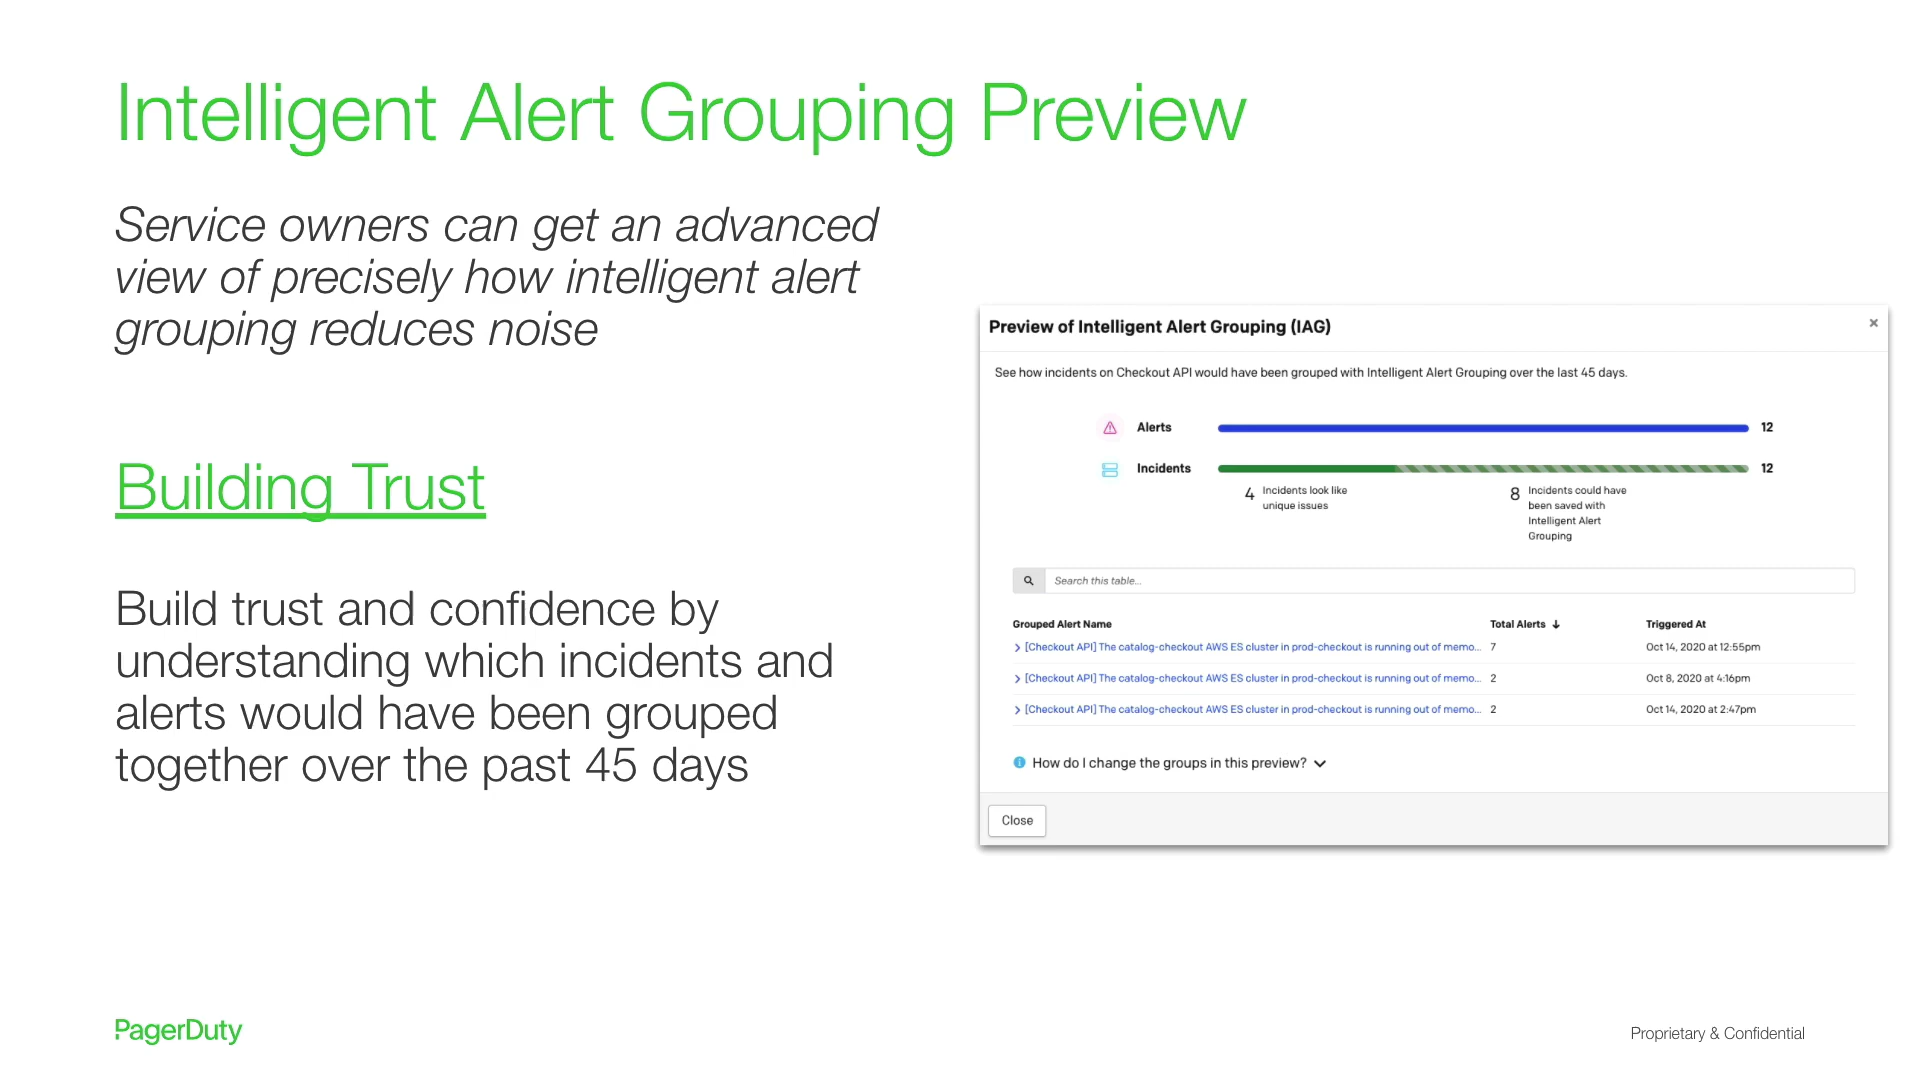 Intelligent Alert Grouping Preview
Service owners can get an advanced
view of precisely how intelligent alert
grouping reduces noise
Building Trust
Build trust and confidence by
understanding which incidents and
alerts would have been grouped
together over the past 45 days
Preview of Intelligent Alert Grouping (IAG)
×
See how incidents on Checkout API would have been grouped with Intelligent Alert Grouping over the last 45 days.
Alerts 12
Incidents 12
4 Incidents look like
unique issues
8 Incidents could have
been saved with
Intelligent Alert
Grouping
Search this table...
Grouped Alert Name Total Alerts ↓ Triggered At
[Checkout API] The catalog-checkout AWS ES cluster in prod-checkout is running out of memo... 7 Oct 14, 2020 at 12:55pm
[Checkout API] The catalog-checkout AWS ES cluster in prod-checkout is running out of memo... 2 Oct 8, 2020 at 4:16pm
[Checkout API] The catalog-checkout AWS ES cluster in prod-checkout is running out of memo... 2 Oct 14, 2020 at 2:47pm
How do I change the groups in this preview?
Close
PagerDuty
Proprietary & Confidential